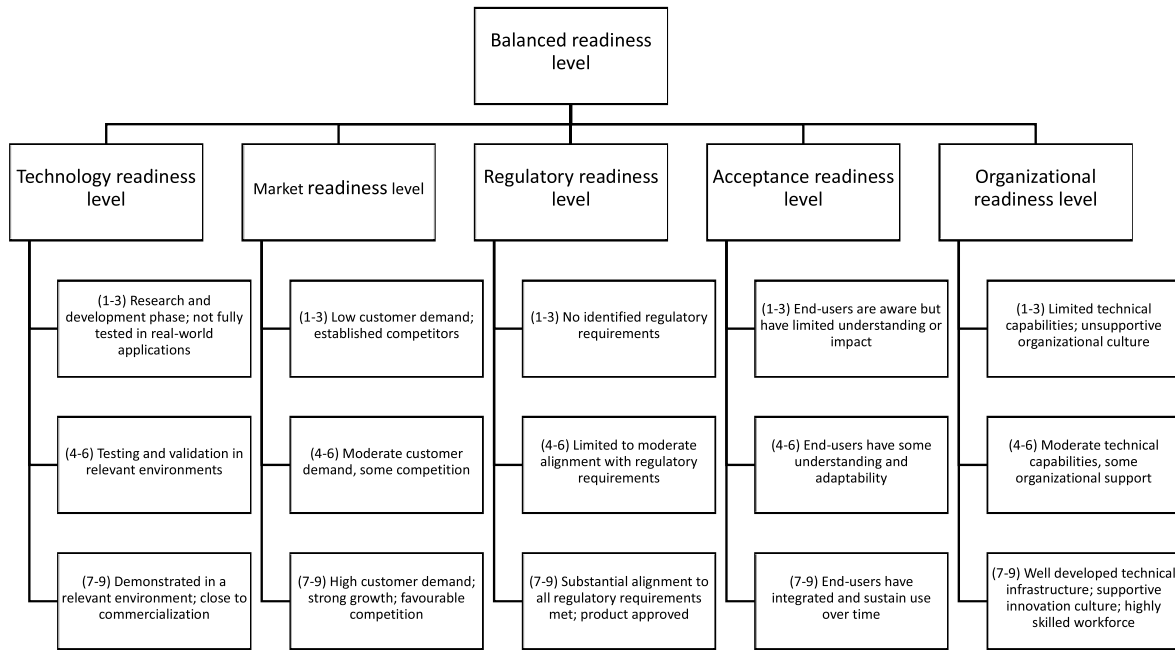 Balanced readiness
level
Technology readiness
level
Market readiness level
Regulatory readiness
level
Acceptance readiness
level
Organizational
readiness level
(1-3) Research and
development phase; not fully
tested in real-world
applications
(1-3) Low customer demand;
established competitors
(1-3) No identified regulatory
requirements
(1-3) End-users are aware but
have limited understanding or
impact
(1-3) Limited technical
capabilities; unsupportive
organizational culture
(4-6) Testing and validation in
relevant environments
(4-6) Moderate customer
demand, some competition
(4-6) Limited to moderate
alignment with regulatory
requirements
(4-6) End-users have some
understanding and
adaptability
(4-6) Moderate technical
capabilities, some
organizational support
(7-9) Demonstrated in a
relevant environment; close to
commercialization
(7-9) High customer demand;
strong growth; favourable
competition
(7-9) Substantial alignment to
all regulatory requirements
met; product approved
(7-9) End-users have
integrated and sustain use
over time
(7-9) Well developed technical
infrastructure; supportive
innovation culture; highly
skilled workforce